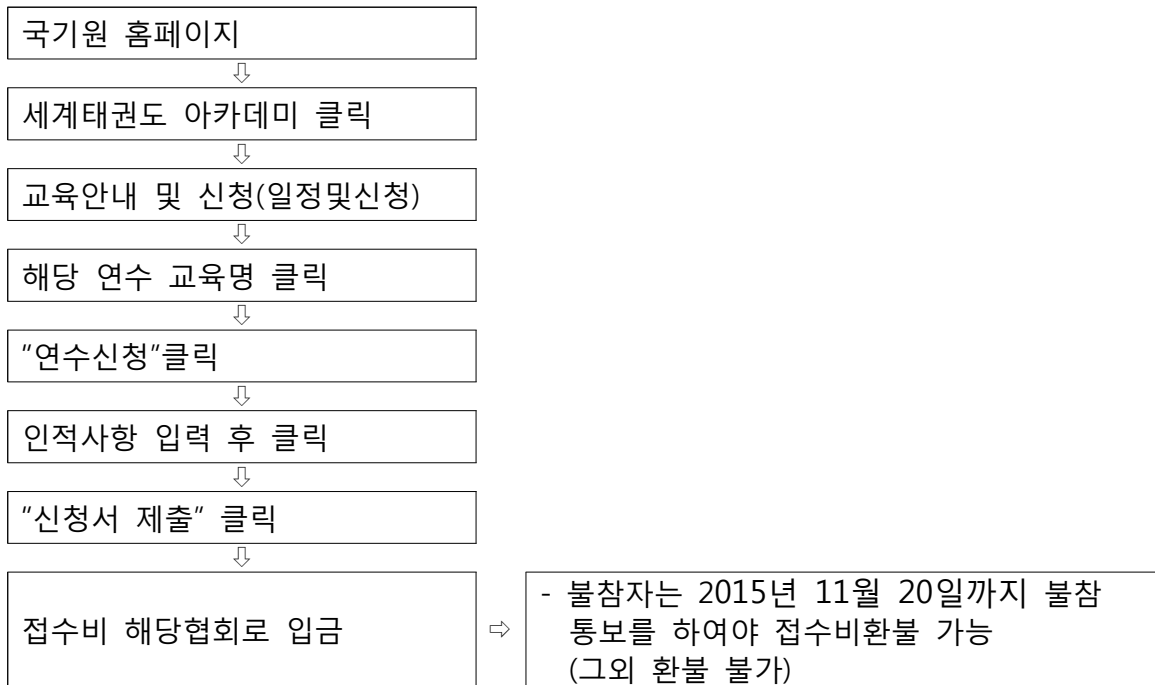 국기원 홈페이지
⇩
세계태권도 아카데미 클릭
⇩
교육안내 및 신청(일정및신청)
⇩
해당 연수 교육명 클릭
⇩
"연수신청"클릭
⇩
인적사항 입력 후 클릭
⇩
"신청서 제출" 클릭
⇩
접수비 해당협회로 입금 ⇨
- 불참자는 2015년 11월 20일까지 불참
통보를 하여야 접수비환불 가능
(그외 환불 불가)